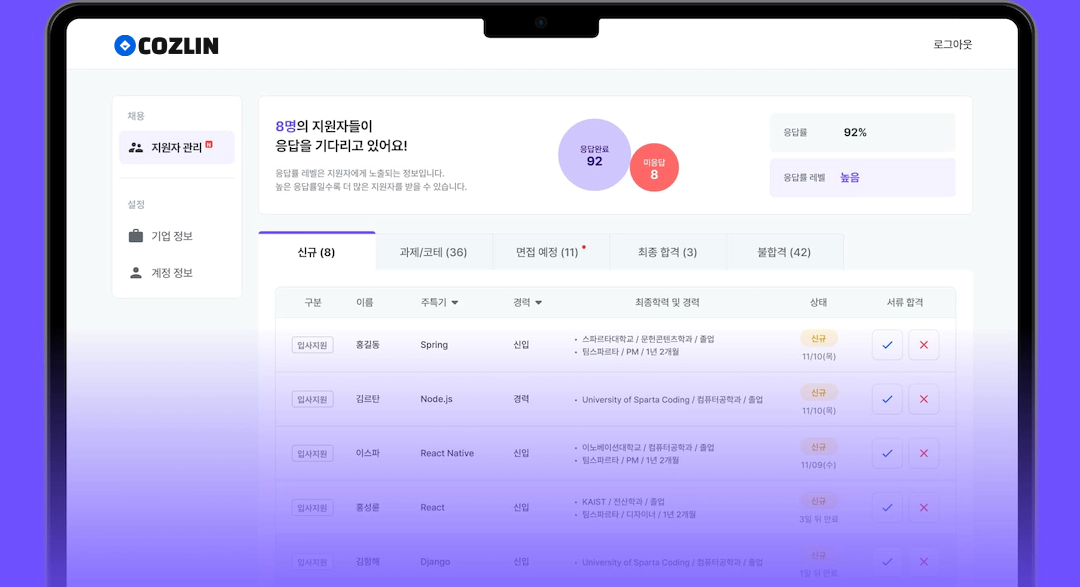 COZLIN
로그아웃
채용
지원자 관리 N
설정
기업 정보
계정 정보
8명의 지원자들이
응답을 기다리고 있어요!
응답률 레벨은 지원자에게 노출되는 정보입니다.
높은 응답률일수록 더 많은 지원자를 받을 수 있습니다.
응답완료
92
미응답
8
응답률 92%
응답률 레벨 높음
신규 (8) 과제/코테 (36) 면접 예정 (11) 최종 합격 (3) 불합격 (42)
구분 이름 주특기 경력 최종학력 및 경력 상태 서류 합격
입사지원 홍길동 Spring 신입
스파르타대학교 / 문헌콘텐츠학과 / 졸업
팀스파르타 / PM / 1년 2개월
신규
11/10(목)
입사지원 김르탄 Node.js 경력
University of Sparta Coding / 컴퓨터공학과 / 졸업
신규
11/10(목)
입사지원 이스파 React Native 신입
이노베이션대학교 / 컴퓨터공학과 / 졸업
팀스파르타 / PM / 1년 2개월
신규
11/09(수)
입사지원 홍성률 React 신입
KAIST / 전산학과 / 졸업
팀스파르타 / 디자이너 / 1년 2개월
신규
3일 뒤 만료
입사지원 김항해 Django 신입
University of Sparta Coding / 컴퓨터공학과 / 졸업
신규
1일 뒤 만료